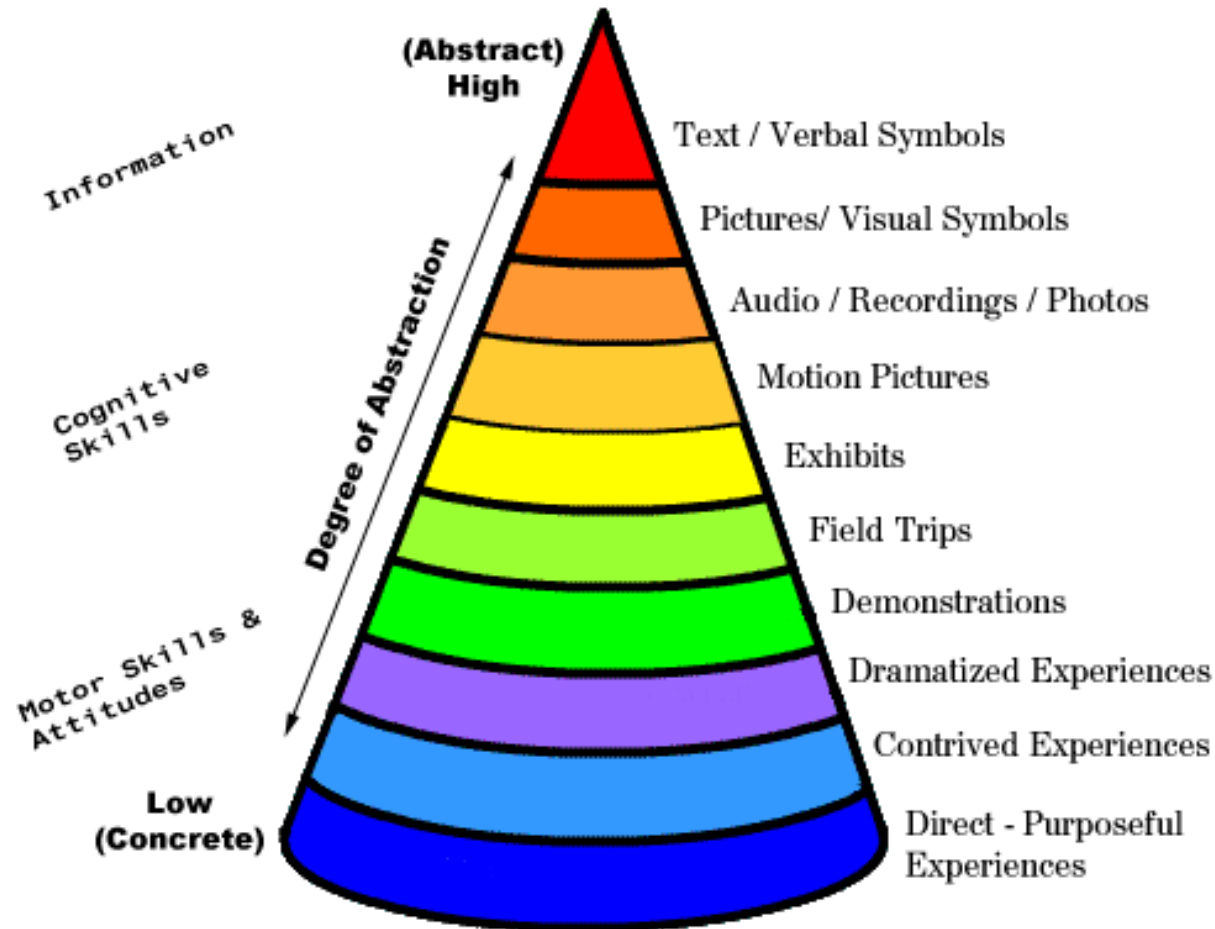 (Abstract)
High
Information
Text / Verbal Symbols
Pictures/ Visual Symbols
Audio / Recordings / Photos
Degree of Abstraction
Cognitive
Skills
Motion Pictures
Exhibits
Field Trips
Demonstrations
Motor Skills &
Attitudes
Dramatized Experiences
Contrived Experiences
Low
(Concrete)
Direct - Purposeful
Experiences